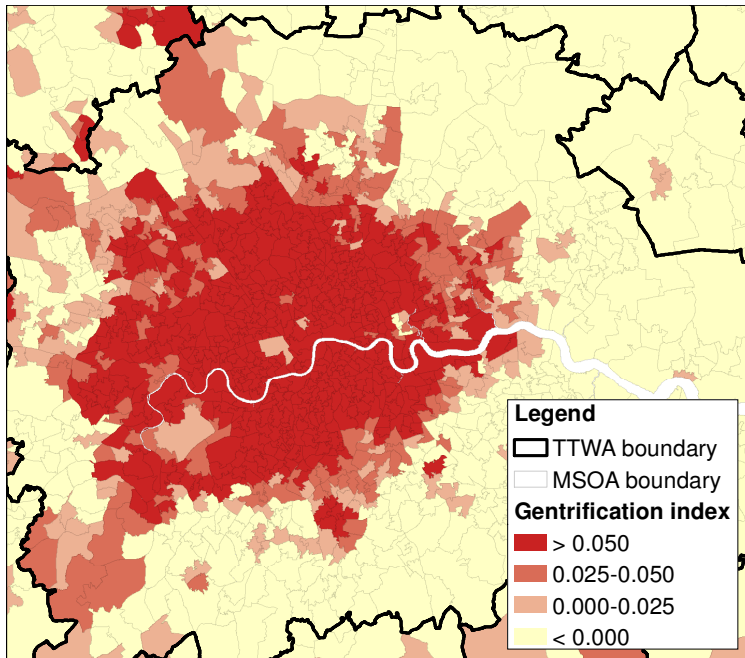 Legend
TTWA boundary
MSOA boundary
Gentrification index
> 0.050
0.025-0.050
0.000-0.025
< 0.000